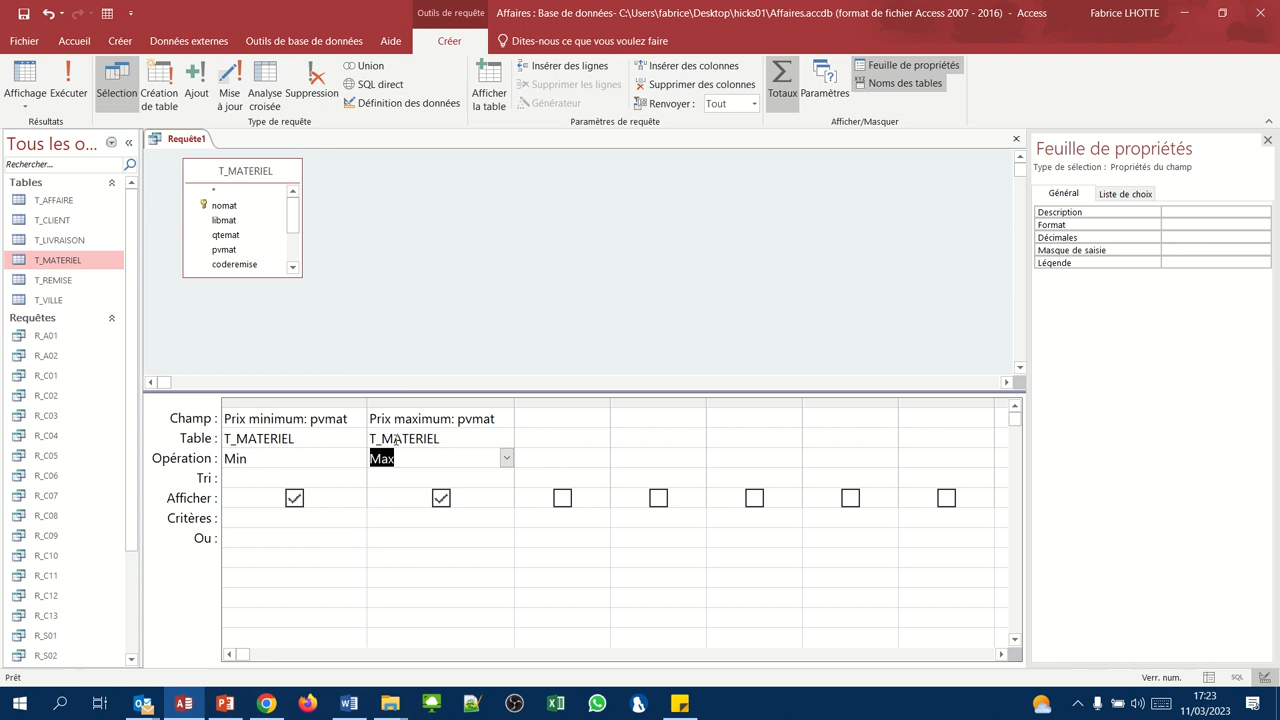 Outils de requête
Affaires : Base de données- C:\Users\fabrice\Desktop\hicks01\Affaires.accdb (format de fichier Access 2007 - 2016) - Access
Fabrice LHOTTE
Fichier Accueil Créer Données externes Outils de base de données Aide Créer Dites-nous ce que vous voulez faire
Affichage Exécuter
Résultats
Sélection Création de table Ajout Mise à jour Analyse croisée Suppression
Union
SQL direct
Définition des données
Type de requête
Afficher la table
Insérer des lignes
Supprimer les lignes
Générateur
Insérer des colonnes
Supprimer des colonnes
Renvoyer : Tout
Paramètres de requête
Totaux Paramètres
Feuille de propriétés
Noms des tables
Afficher/Masquer
Tous les o...
Rechercher...
Tables
T_AFFAIRE
T_CLIENT
T_LIVRAISON
T_MATERIEL
T_REMISE
T_VILLE
Requêtes
R_A01
R_A02
R_C01
R_C02
R_C03
R_C04
R_C05
R_C06
R_C07
R_C08
R_C09
R_C10
R_C11
R_C12
R_C13
R_S01
R_S02
Requête1
T_MATERIEL
*
nomat
libmat
qtemat
pvmat
coderemise
Champ : Prix minimum: pvmat Prix maximum: pvmat
Table : T_MATERIEL T_MATERIEL
Opération : Min Max
Tri :
Afficher :
Critères :
Ou :
Feuille de propriétés
Type de sélection : Propriétés du champ
Général Liste de choix
Description
Format
Décimales
Masque de saisie
Légende
Prêt
Verr. num.
SQL
17:23
11/03/2023